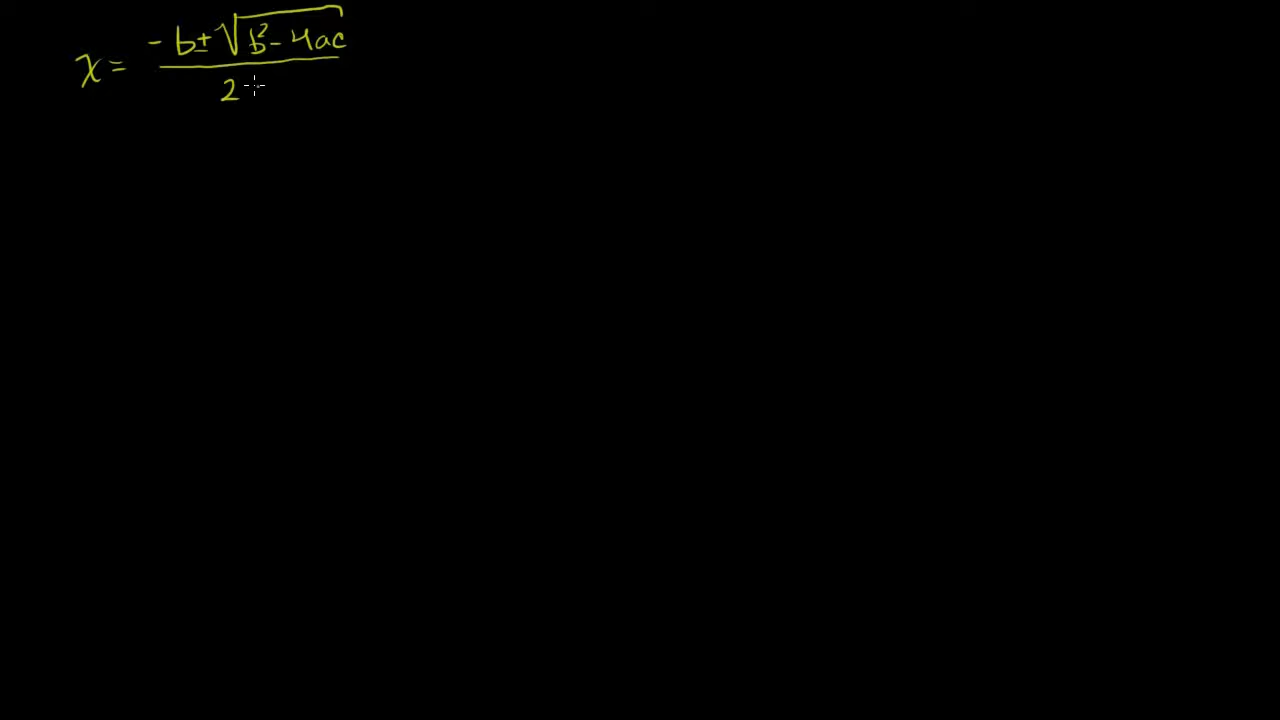 x = -b ± √(b² - 4ac) / 2